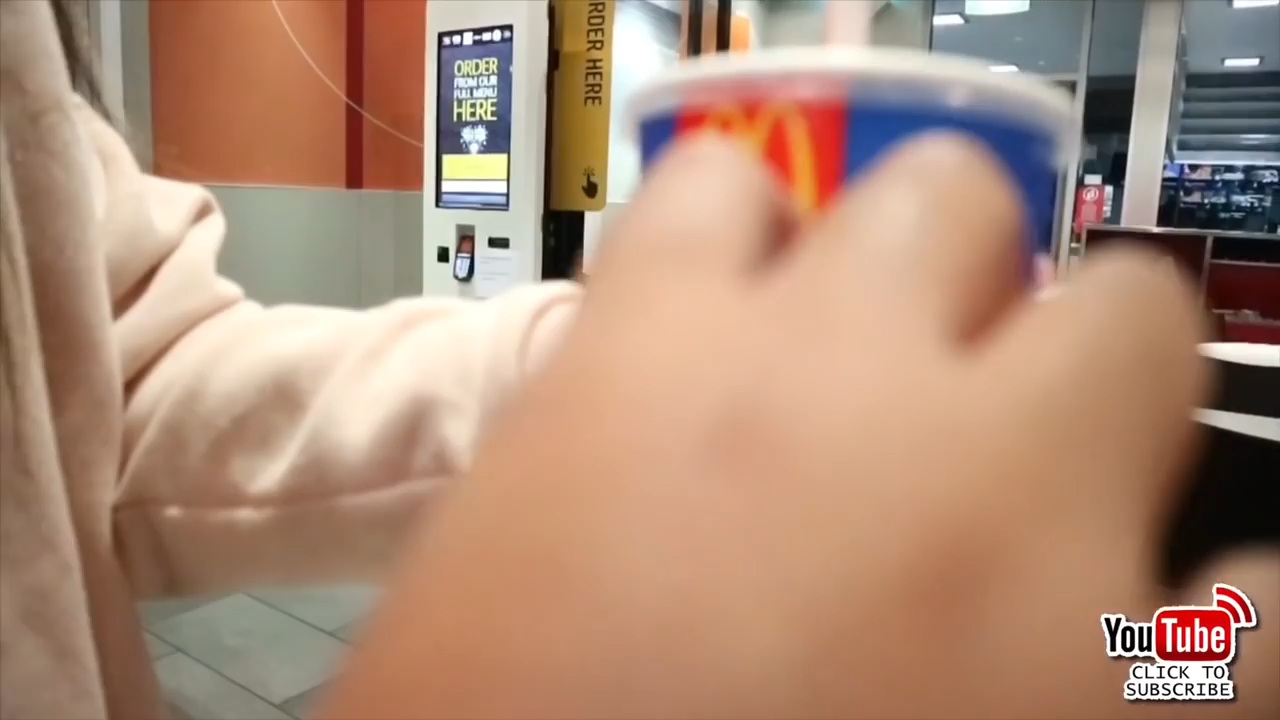 ORDER
FROM OUR
FULL MENU
HERE
ORDER HERE
YouTube
CLICK TO
SUBSCRIBE